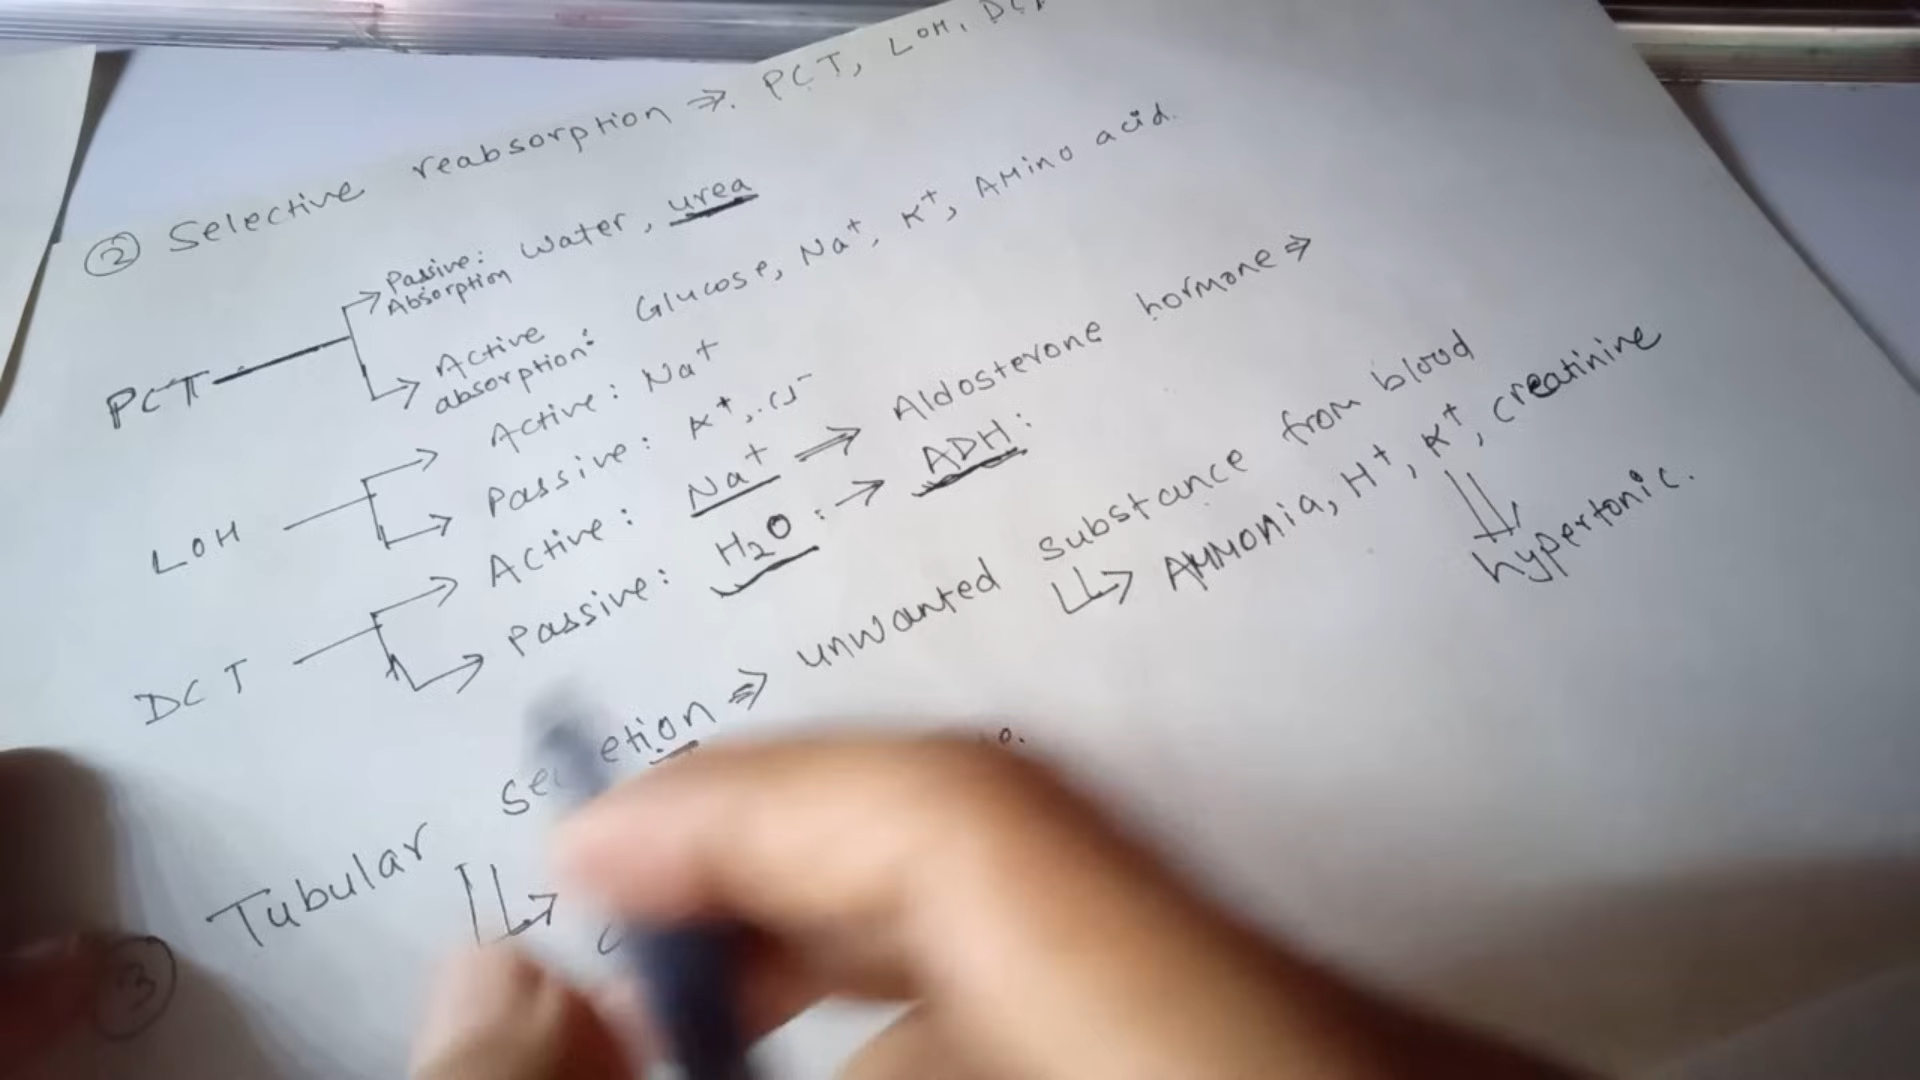 ② Selective reabsorption ⇒. PCT, LOH, DC
Passive: Absorption Water, urea
PCT
Active absorption: Glucose, Na⁺, K⁺, Amino acid.
Active: Na⁺
LOH
Passive: K⁺, Cl⁻
Active: Na⁺ ⇒ Aldosterone hormone ⇒
DCT
Passive: H₂O: → ADH:
③ Tubular secretion ⇒ unwanted substance from blood
Ammonia, H⁺, K⁺, creatinine
hypertonic.